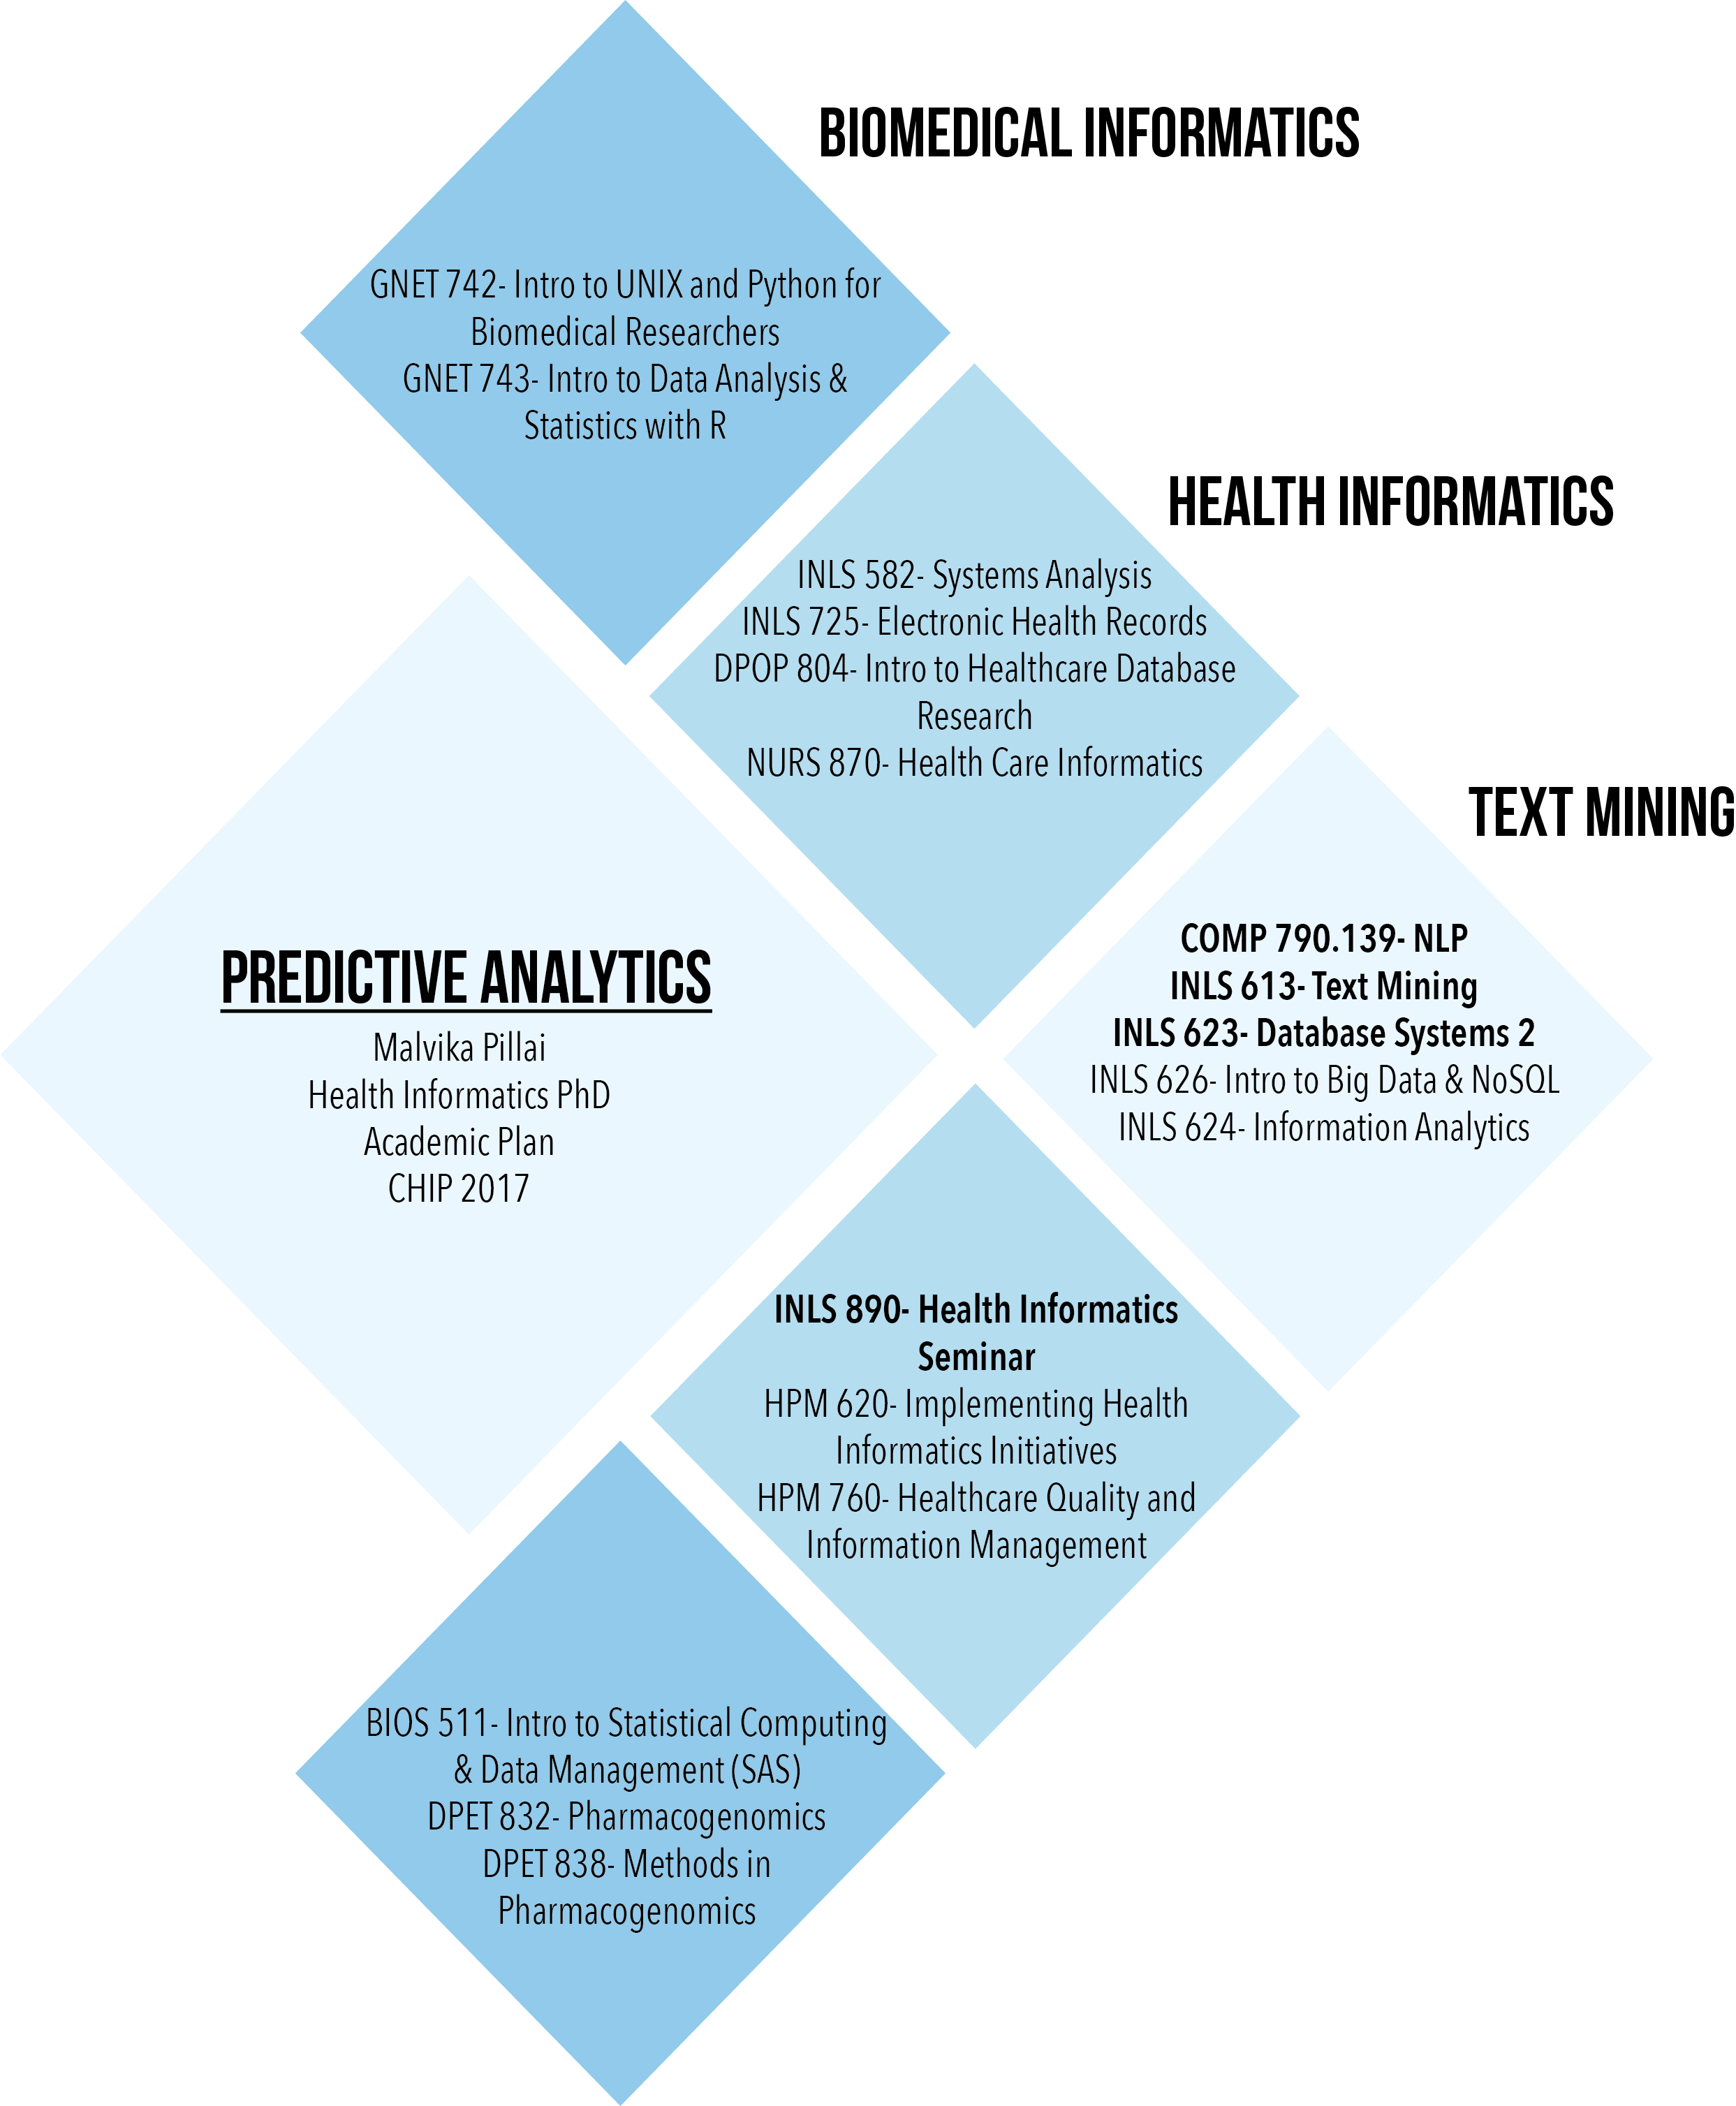 BIOMEDICAL INFORMATICS
GNET 742- Intro to UNIX and Python for
Biomedical Researchers
GNET 743- Intro to Data Analysis &
Statistics with R
HEALTH INFORMATICS
INLS 582- Systems Analysis
INLS 725- Electronic Health Records
DPOP 804- Intro to Healthcare Database
Research
NURS 870- Health Care Informatics
TEXT MINING
COMP 790.139- NLP
INLS 613- Text Mining
INLS 623- Database Systems 2
INLS 626- Intro to Big Data & NoSQL
INLS 624- Information Analytics
PREDICTIVE ANALYTICS
Malvika Pillai
Health Informatics PhD
Academic Plan
CHIP 2017
INLS 890- Health Informatics
Seminar
HPM 620- Implementing Health
Informatics Initiatives
HPM 760- Healthcare Quality and
Information Management
BIOS 511- Intro to Statistical Computing
& Data Management (SAS)
DPET 832- Pharmacogenomics
DPET 838- Methods in
Pharmacogenomics